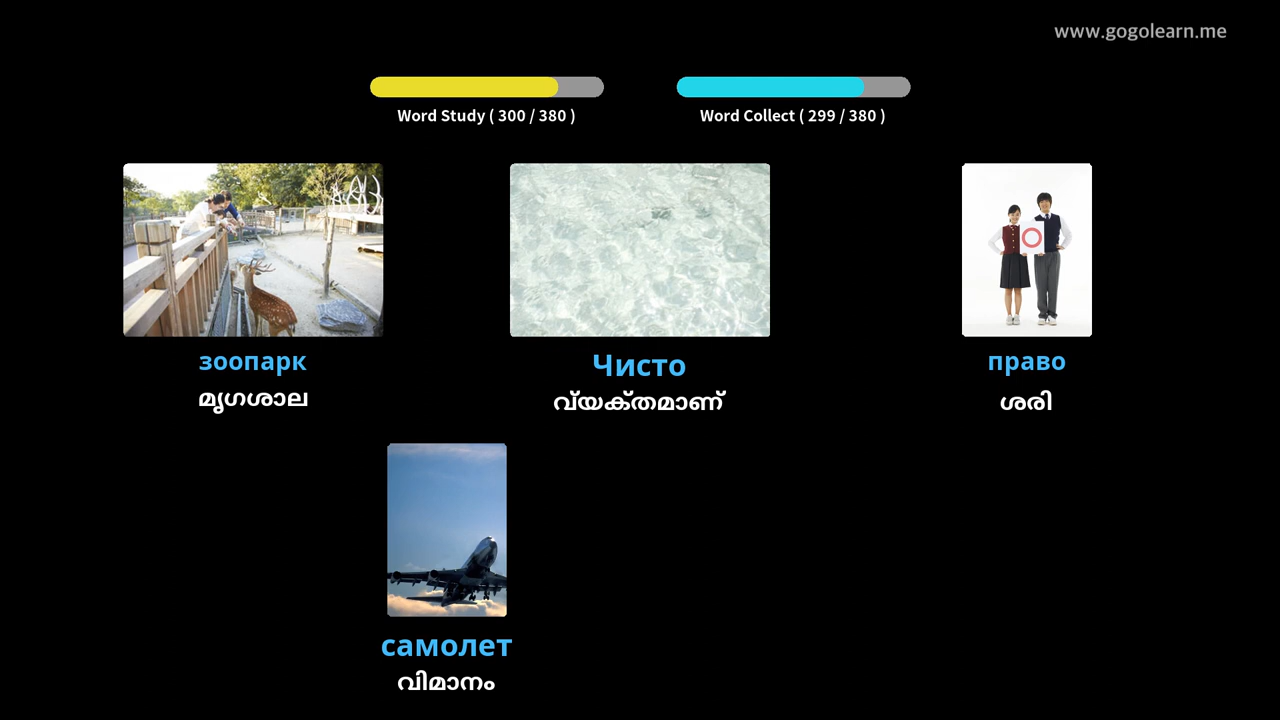 www.gogolearn.me
Word Study ( 300 / 380 )
Word Collect ( 299 / 380 )
зоопарк
മൃഗശാല
Чисто
വ്യക്തമാണ്
право
ശരി
самолет
വിമാനം